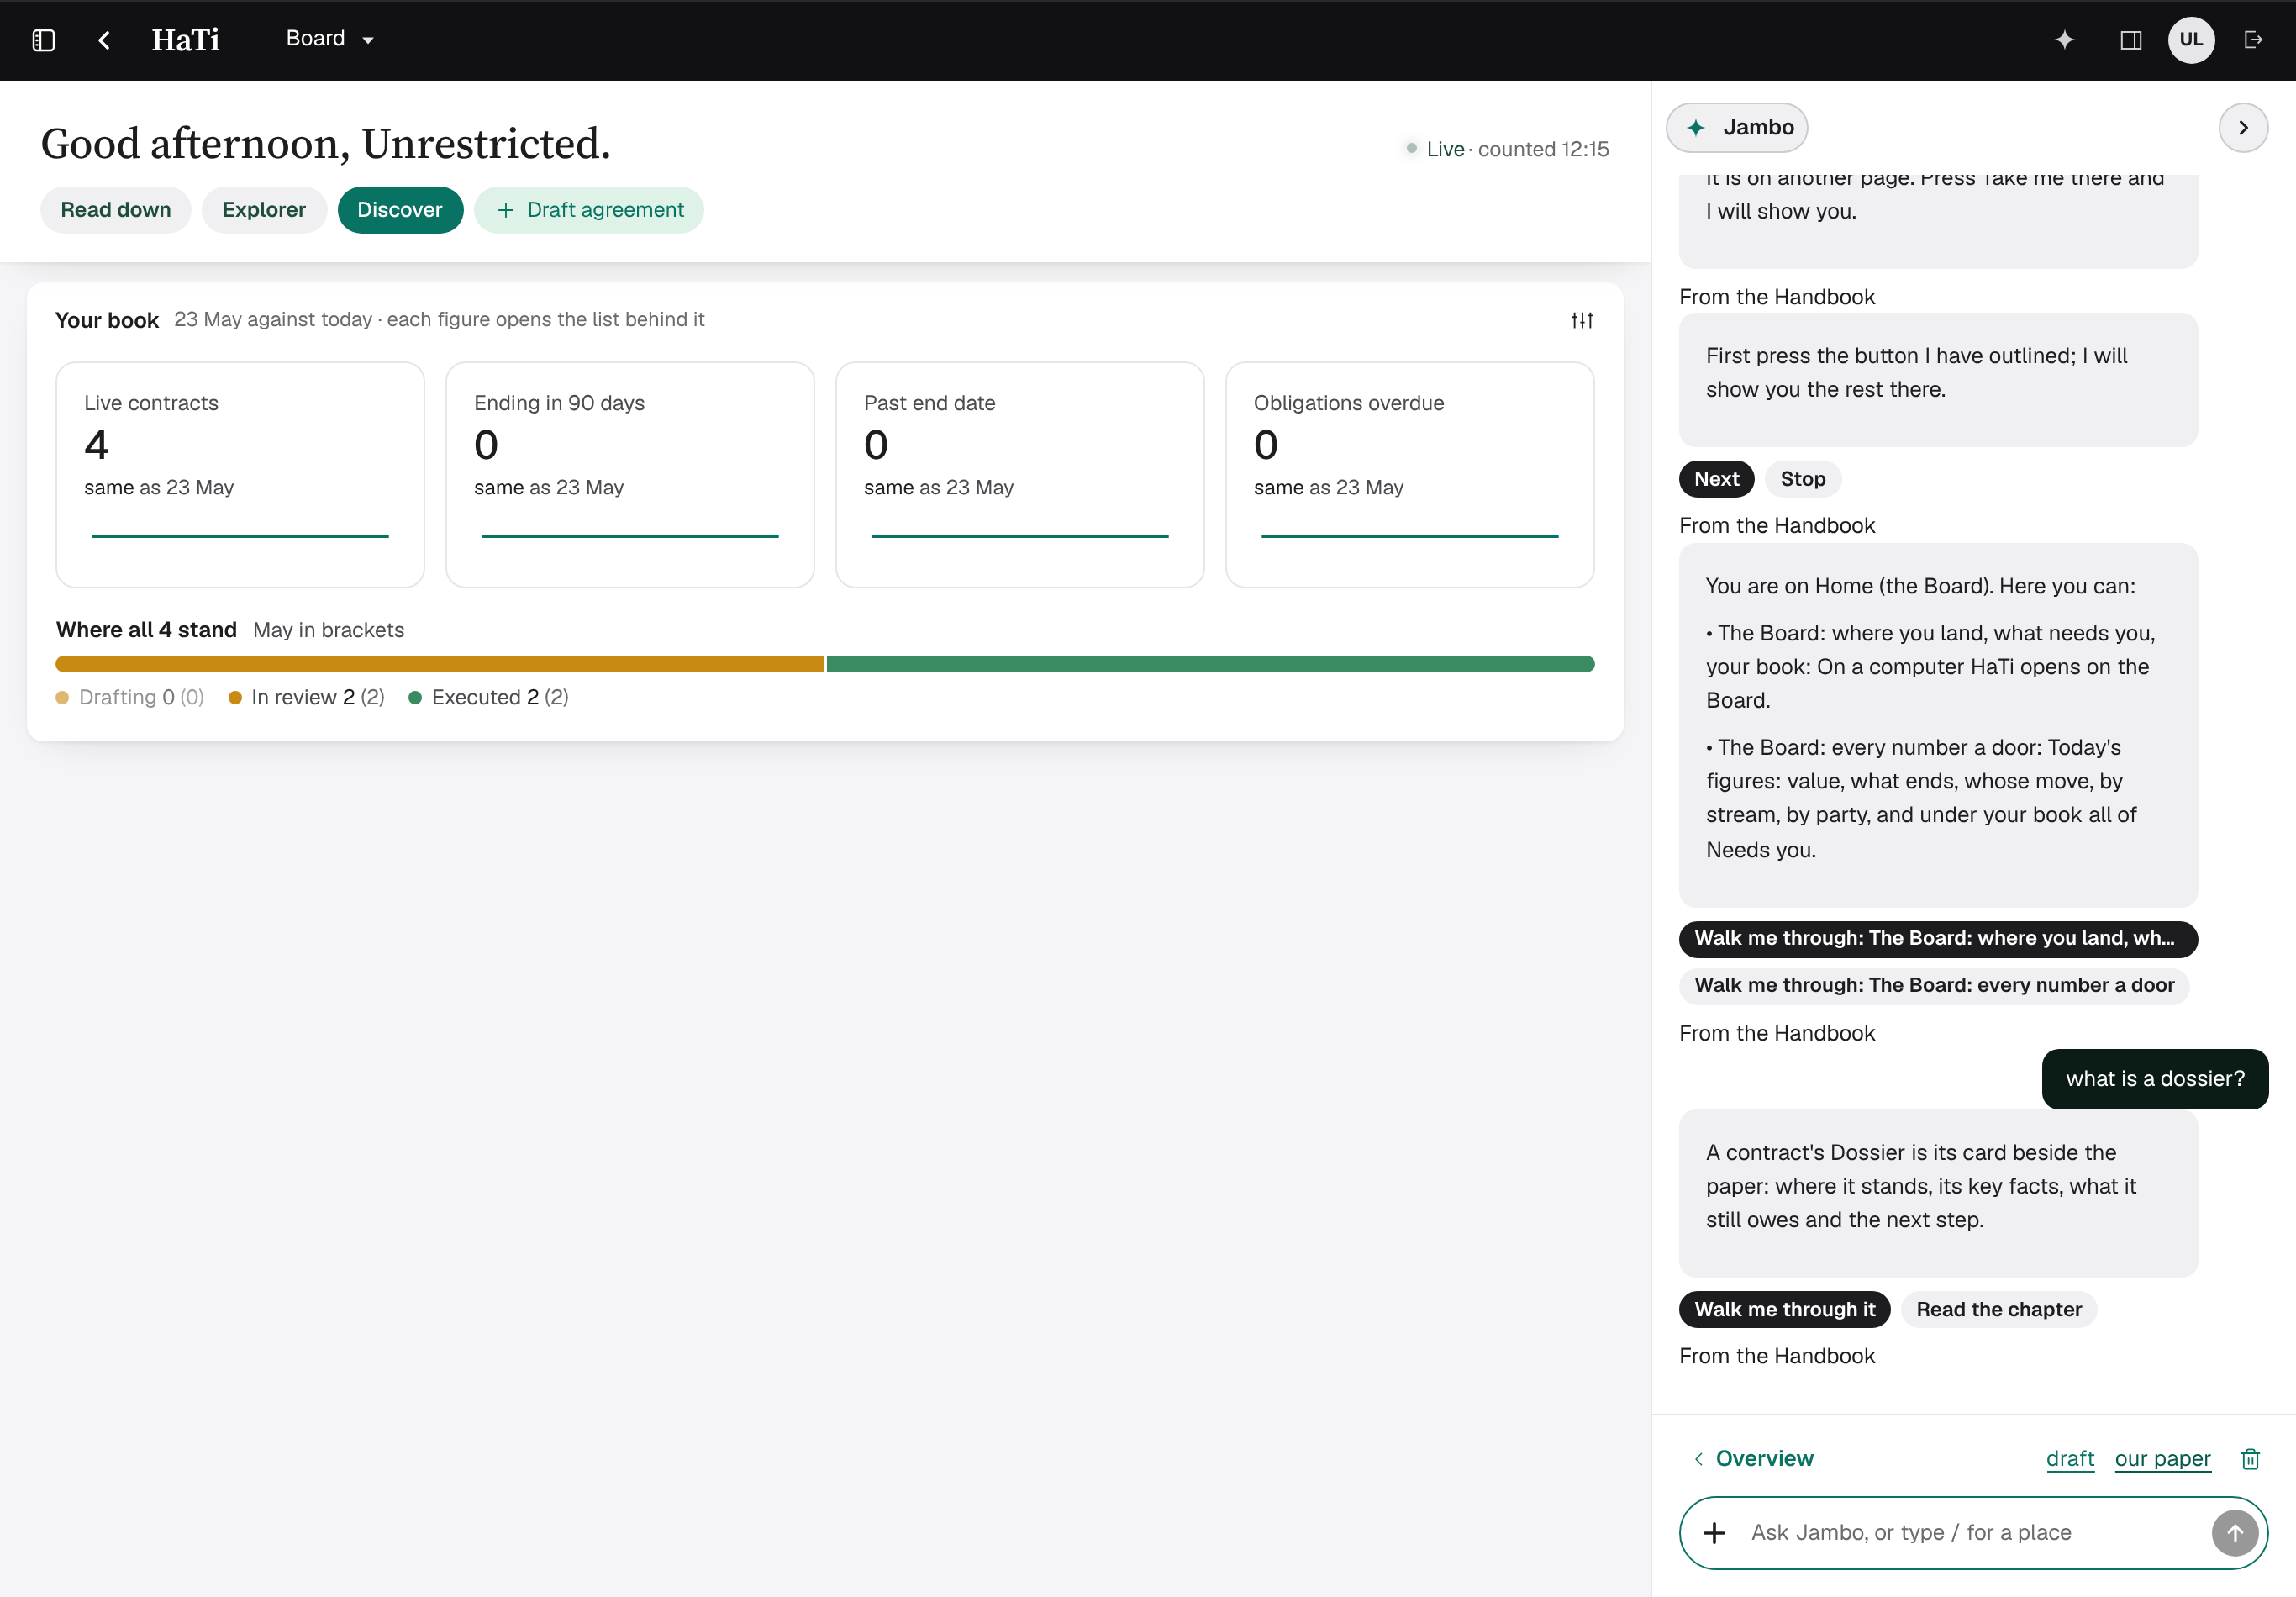 HaTi
Board
UL
Good afternoon, Unrestricted.
Live · counted 12:15
Read down
Explorer
Discover
+ Draft agreement
Your book 23 May against today · each figure opens the list behind it
Live contracts
4
same as 23 May
Ending in 90 days
0
same as 23 May
Past end date
0
same as 23 May
Obligations overdue
0
same as 23 May
Where all 4 stand May in brackets
Drafting 0 (0) In review 2 (2) Executed 2 (2)
Jambo
It is on another page. Press Take me there and
I will show you.
From the Handbook
First press the button I have outlined; I will
show you the rest there.
Next Stop
From the Handbook
You are on Home (the Board). Here you can:
• The Board: where you land, what needs you,
your book: On a computer HaTi opens on the
Board.
• The Board: every number a door: Today's
figures: value, what ends, whose move, by
stream, by party, and under your book all of
Needs you.
Walk me through: The Board: where you land, wh...
Walk me through: The Board: every number a door
From the Handbook
what is a dossier?
A contract's Dossier is its card beside the
paper: where it stands, its key facts, what it
still owes and the next step.
Walk me through it Read the chapter
From the Handbook
Overview draft our paper
Ask Jambo, or type / for a place